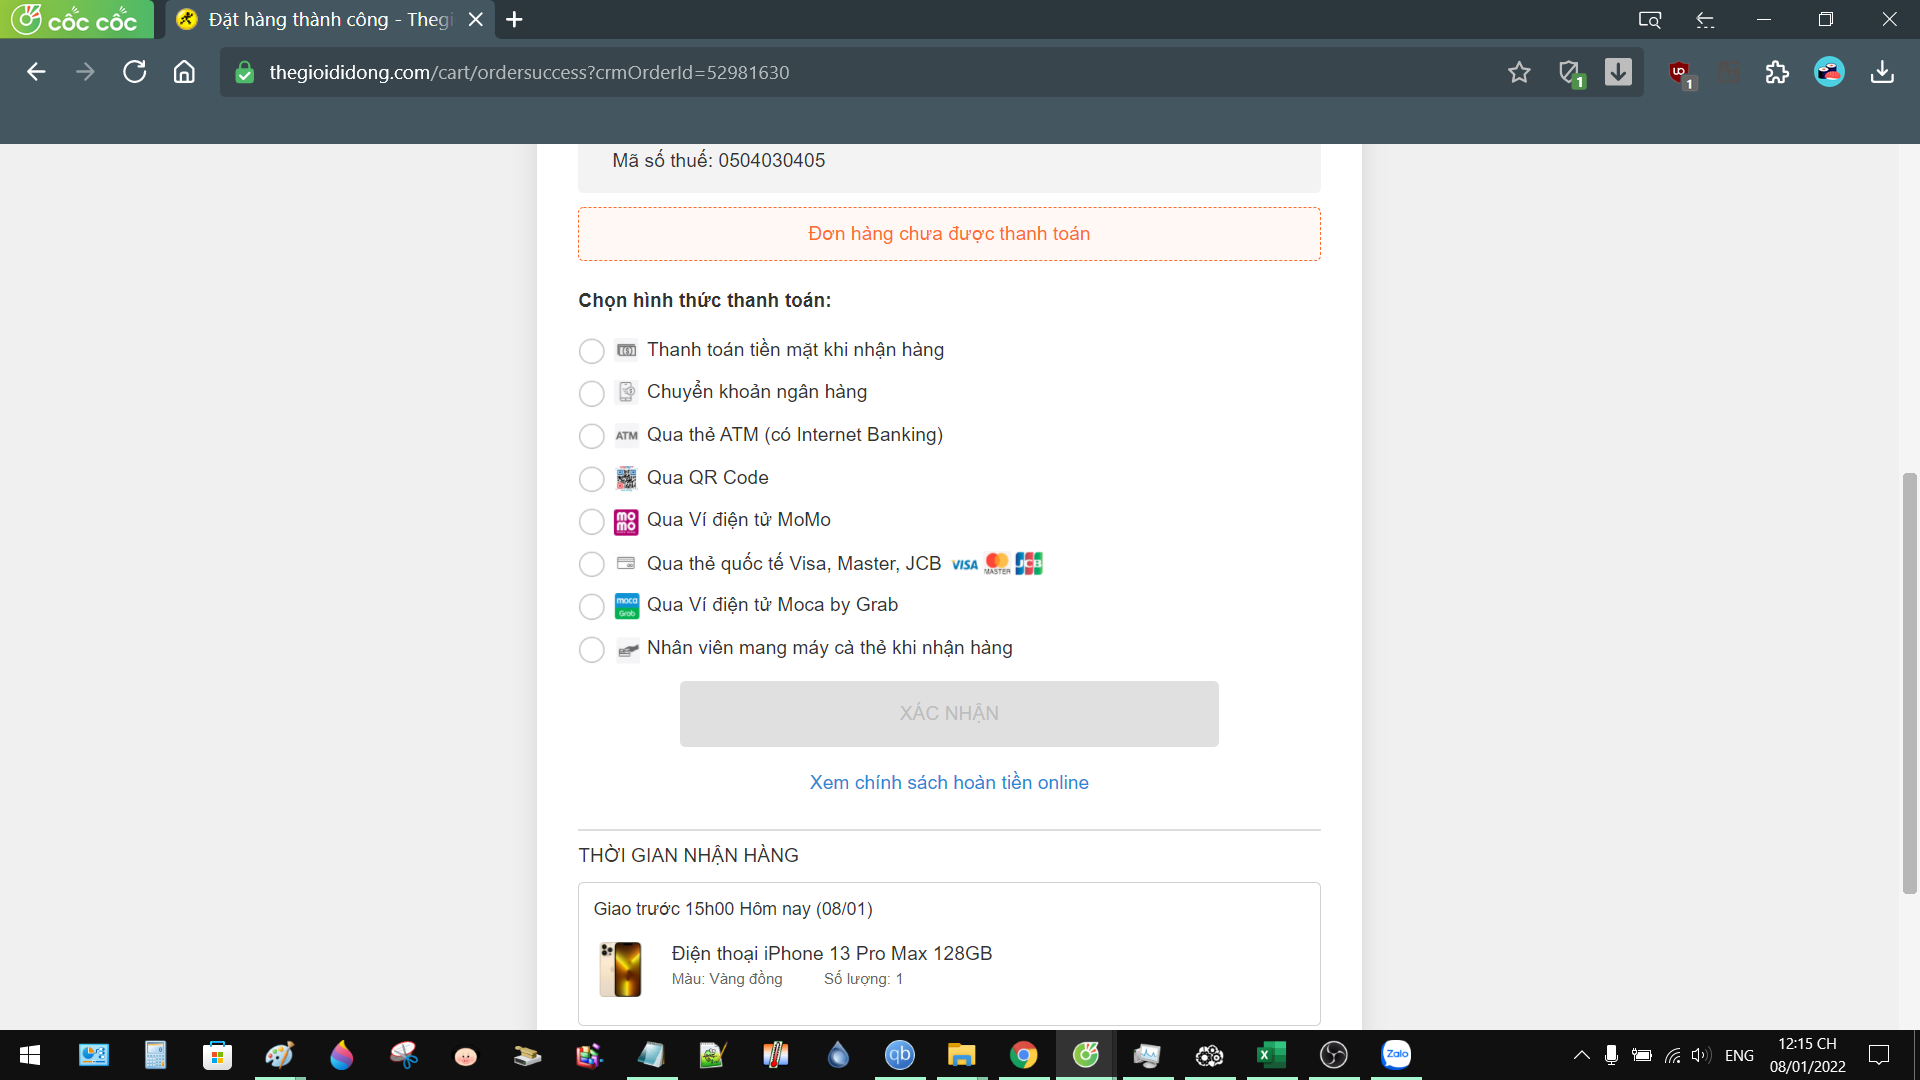 cốc cốc
Đặt hàng thành công - Thegi
thegioididong.com/cart/ordersuccess?crmOrderId=52981630
1
1
Mã số thuế: 0504030405
Đơn hàng chưa được thanh toán
Chọn hình thức thanh toán:
Thanh toán tiền mặt khi nhận hàng
Chuyển khoản ngân hàng
ATM Qua thẻ ATM (có Internet Banking)
Qua QR Code
mo mo Qua Ví điện tử MoMo
Qua thẻ quốc tế Visa, Master, JCB VISA MASTER JCB
moca Grab Qua Ví điện tử Moca by Grab
Nhân viên mang máy cà thẻ khi nhận hàng
XÁC NHẬN
Xem chính sách hoàn tiền online
THỜI GIAN NHẬN HÀNG
Giao trước 15h00 Hôm nay (08/01)
Điện thoại iPhone 13 Pro Max 128GB
Màu: Vàng đồng Số lượng: 1
qb
Zalo
ENG
12:15 CH
08/01/2022